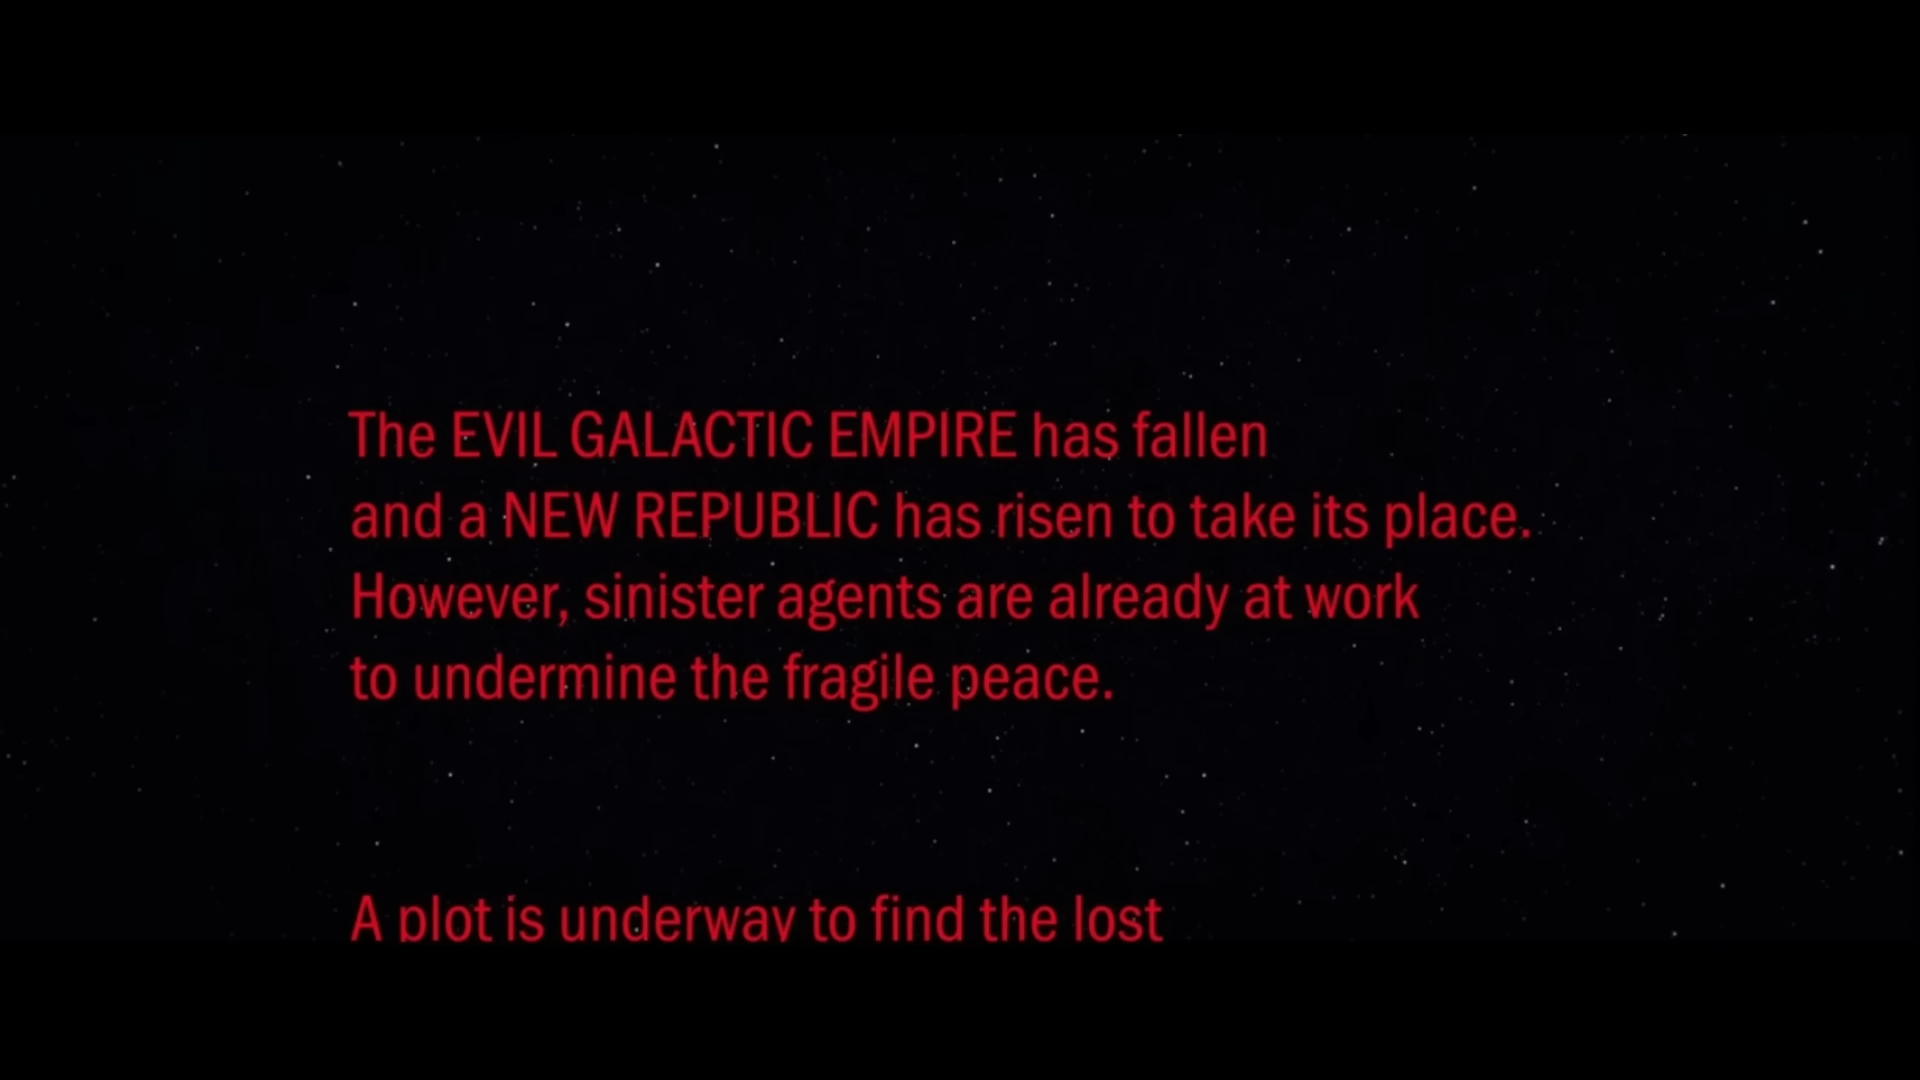 The EVIL GALACTIC EMPIRE has fallen
and a NEW REPUBLIC has risen to take its place.
However, sinister agents are already at work
to undermine the fragile peace.
A plot is underway to find the lost